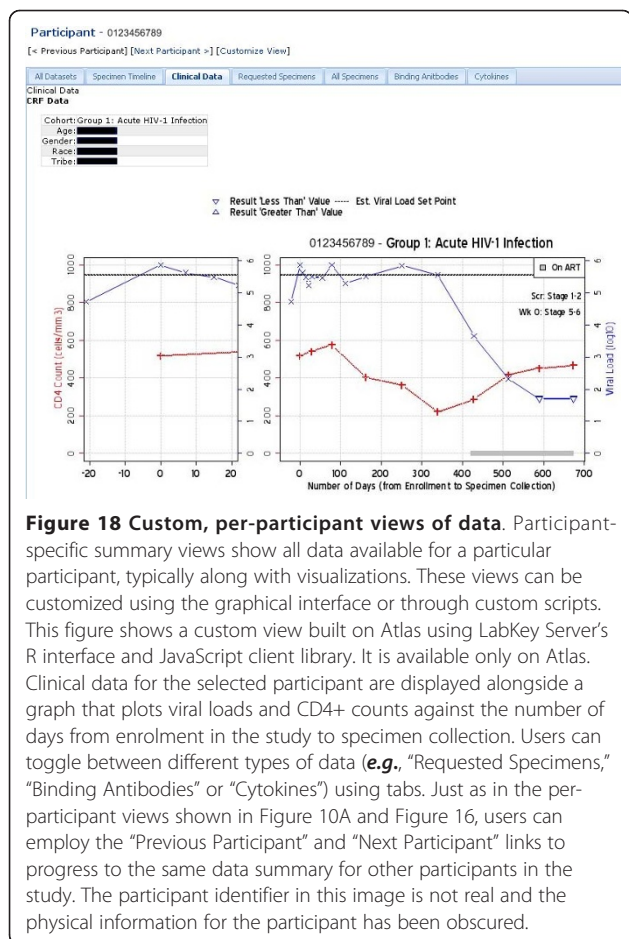 Participant - 0123456789
[< Previous Participant] [Next Participant >] [Customize View]
All Datasets Specimen Timeline Clinical Data Requested Specimens All Specimens Binding Anitbodies Cytokines
Clinical Data
CRF Data
Cohort: Group 1: Acute HIV-1 Infection
Age:
Gender:
Race:
Tribe:
Result 'Less Than' Value ----- Est. Viral Load Set Point
Result 'Greater Than' Value
0123456789 - Group 1: Acute HIV-1 Infection
CD4 Count (cells/mm3)
0 200 400 600 800 1000
0 1 2 3 4 5 6
-20 -10 0 10 20
0 200 400 600 800 1000
On ART
Scr: Stage 1-2
Wk 0: Stage 5-6
0 1 2 3 4 5 6
Viral Load (log10)
0 100 200 300 400 500 600 700
Number of Days (from Enrollment to Specimen Collection)
Figure 18 Custom, per-participant views of data. Participant-
specific summary views show all data available for a particular
participant, typically along with visualizations. These views can be
customized using the graphical interface or through custom scripts.
This figure shows a custom view built on Atlas using LabKey Server's
R interface and JavaScript client library. It is available only on Atlas.
Clinical data for the selected participant are displayed alongside a
graph that plots viral loads and CD4+ counts against the number of
days from enrolment in the study to specimen collection. Users can
toggle between different types of data (e.g., "Requested Specimens,"
"Binding Antibodies" or "Cytokines") using tabs. Just as in the per-
participant views shown in Figure 10A and Figure 16, users can
employ the "Previous Participant" and "Next Participant" links to
progress to the same data summary for other participants in the
study. The participant identifier in this image is not real and the
physical information for the participant has been obscured.